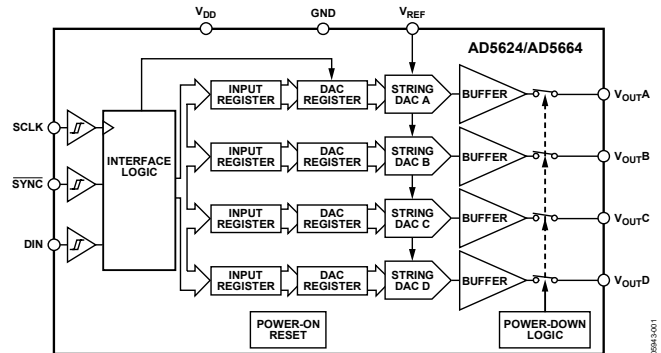 VDD
GND
VREF
AD5624/AD5664
INPUT REGISTER
DAC REGISTER
STRING DAC A
BUFFER
VOUTA
SCLK
INTERFACE LOGIC
INPUT REGISTER
DAC REGISTER
STRING DAC B
BUFFER
VOUTB
SYNC
INPUT REGISTER
DAC REGISTER
STRING DAC C
BUFFER
VOUTC
DIN
INPUT REGISTER
DAC REGISTER
STRING DAC D
BUFFER
VOUTD
POWER-ON RESET
POWER-DOWN LOGIC
05943-001